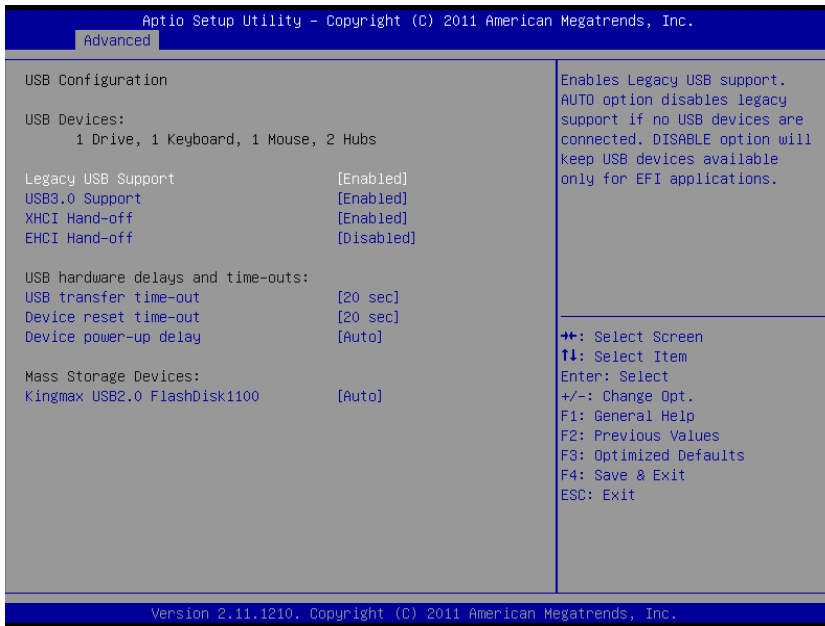 Aptio Setup Utility – Copyright (C) 2011 American Megatrends, Inc.
Advanced
USB Configuration
USB Devices:
1 Drive, 1 Keyboard, 1 Mouse, 2 Hubs
Legacy USB Support [Enabled]
USB3.0 Support [Enabled]
XHCI Hand-off [Enabled]
EHCI Hand-off [Disabled]
USB hardware delays and time-outs:
USB transfer time-out [20 sec]
Device reset time-out [20 sec]
Device power-up delay [Auto]
Mass Storage Devices:
Kingmax USB2.0 FlashDisk1100 [Auto]
Enables Legacy USB support.
AUTO option disables legacy
support if no USB devices are
connected. DISABLE option will
keep USB devices available
only for EFI applications.
→←: Select Screen
↑↓: Select Item
Enter: Select
+/-: Change Opt.
F1: General Help
F2: Previous Values
F3: Optimized Defaults
F4: Save & Exit
ESC: Exit
Version 2.11.1210. Copyright (C) 2011 American Megatrends, Inc.